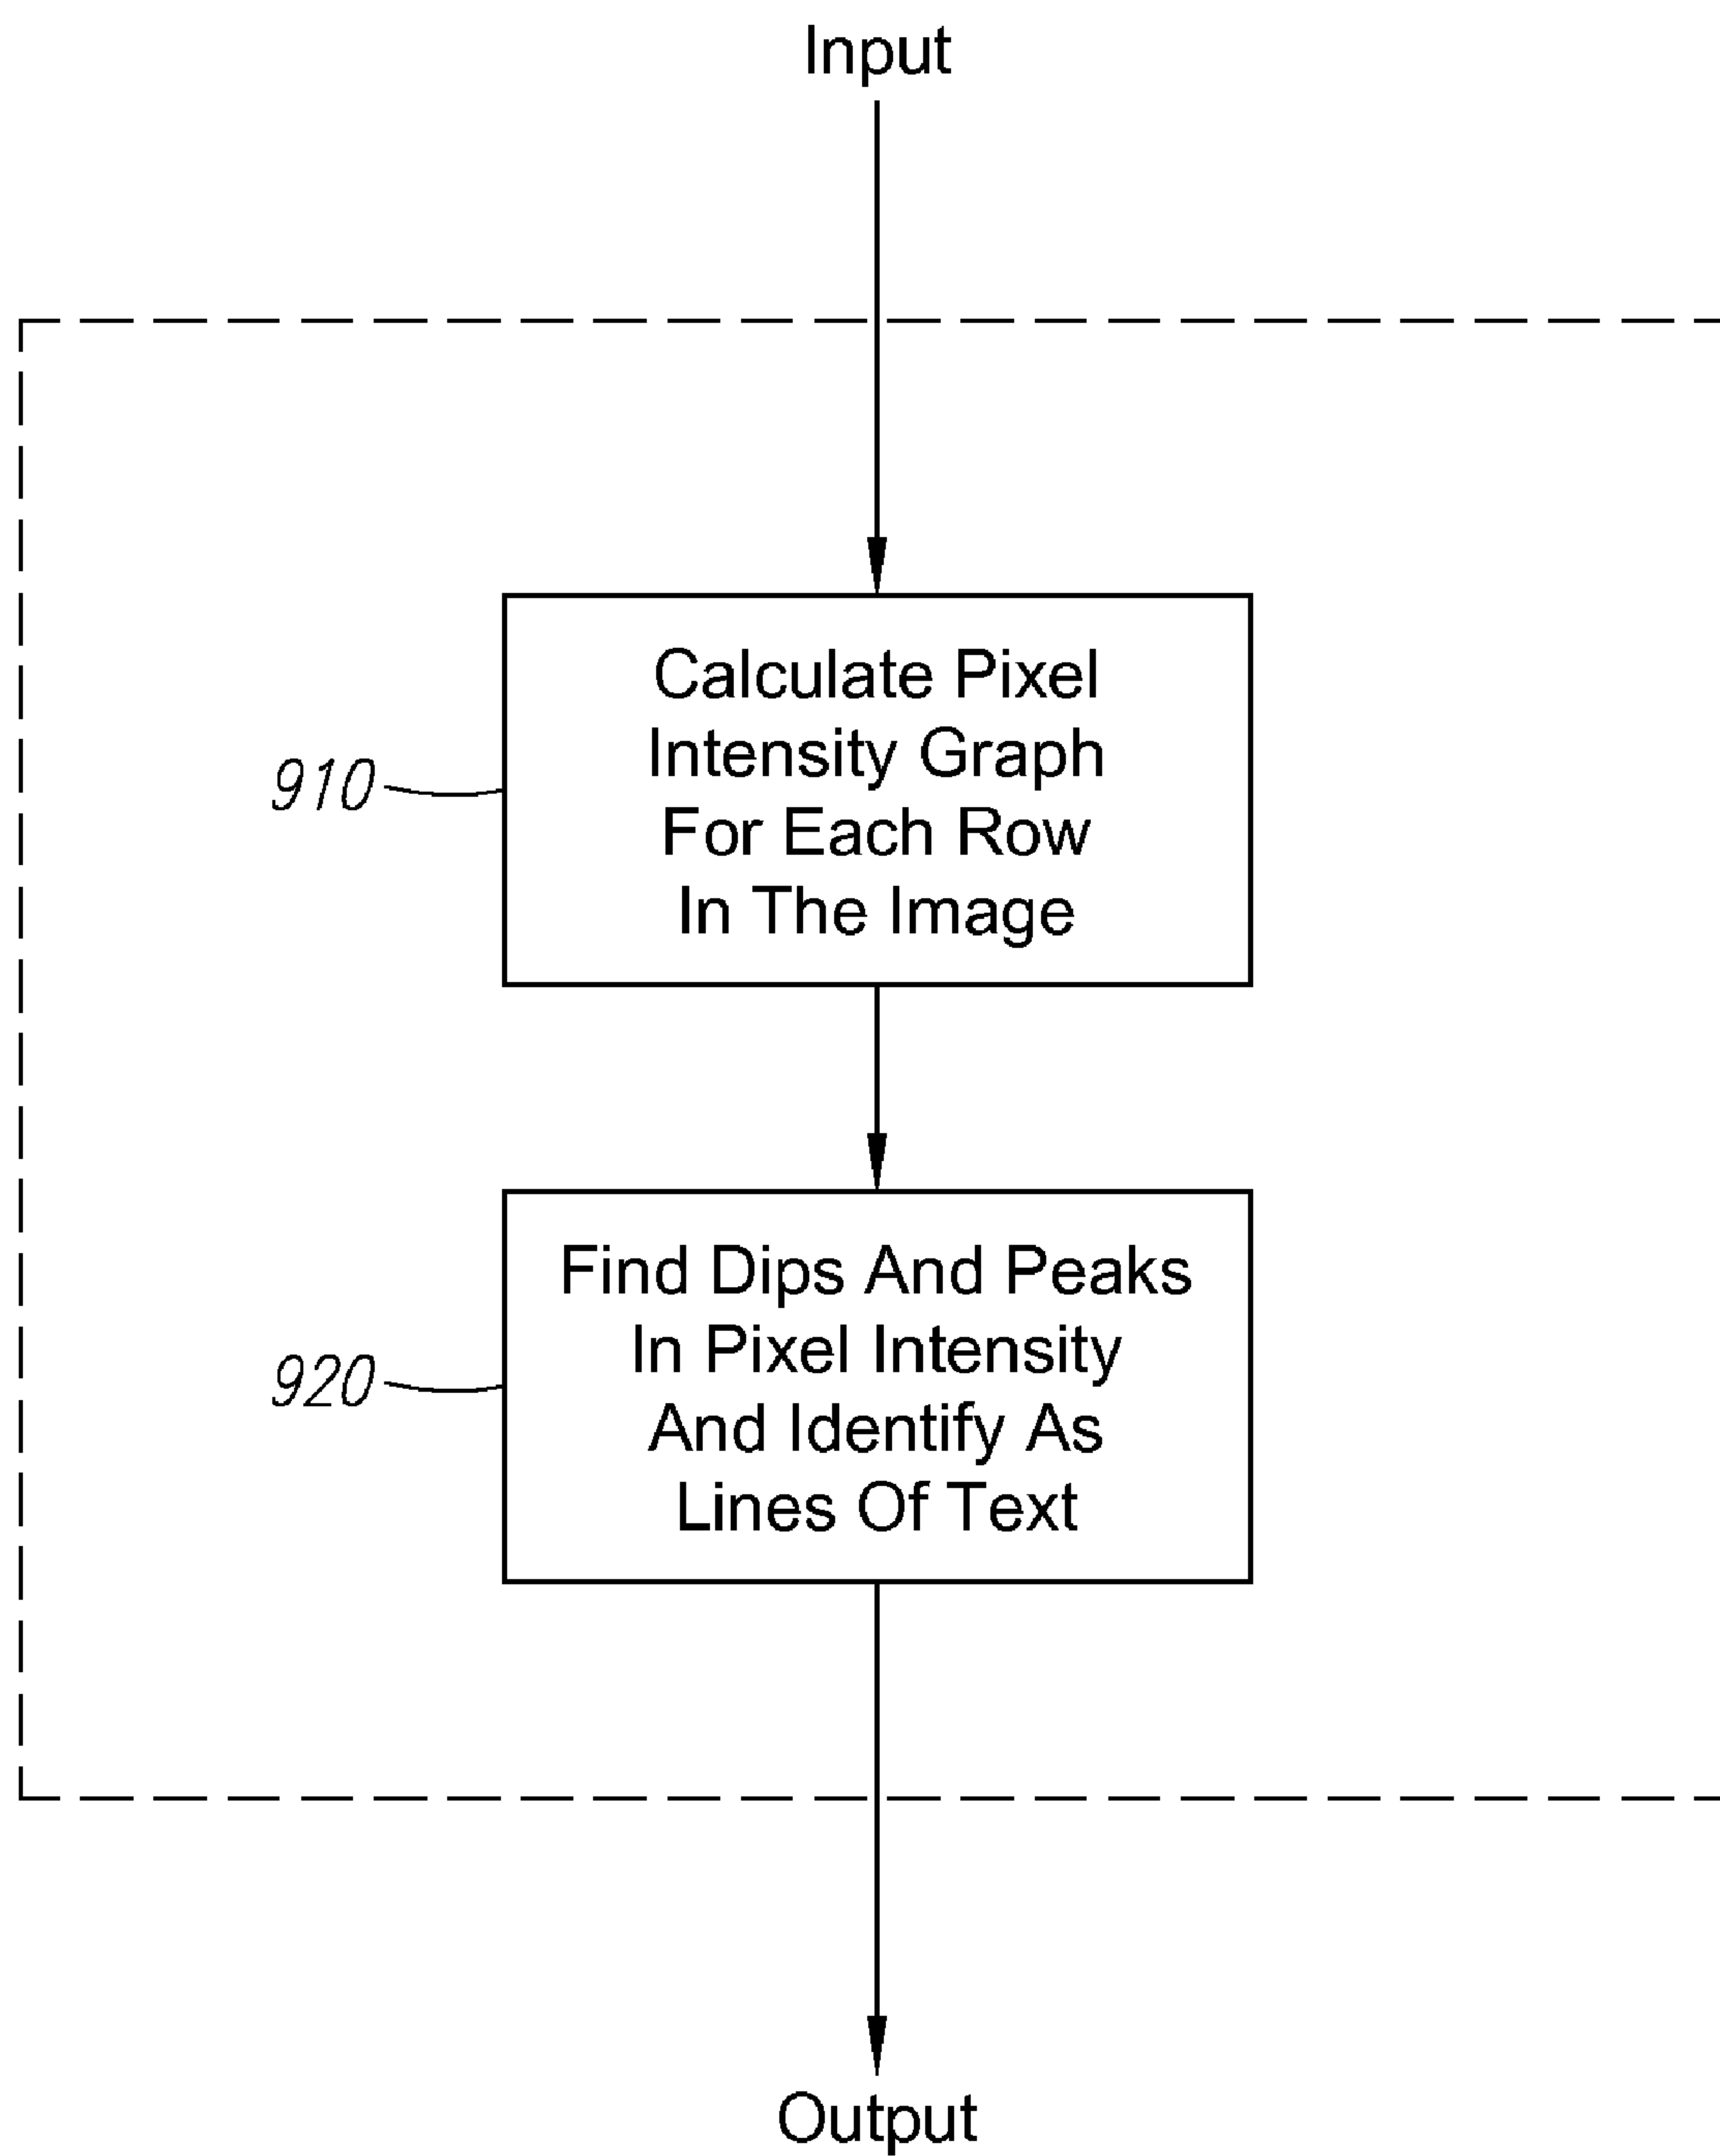 Input
Calculate Pixel
Intensity Graph
For Each Row
In The Image
910
Find Dips And Peaks
In Pixel Intensity
And Identify As
Lines Of Text
920
Output